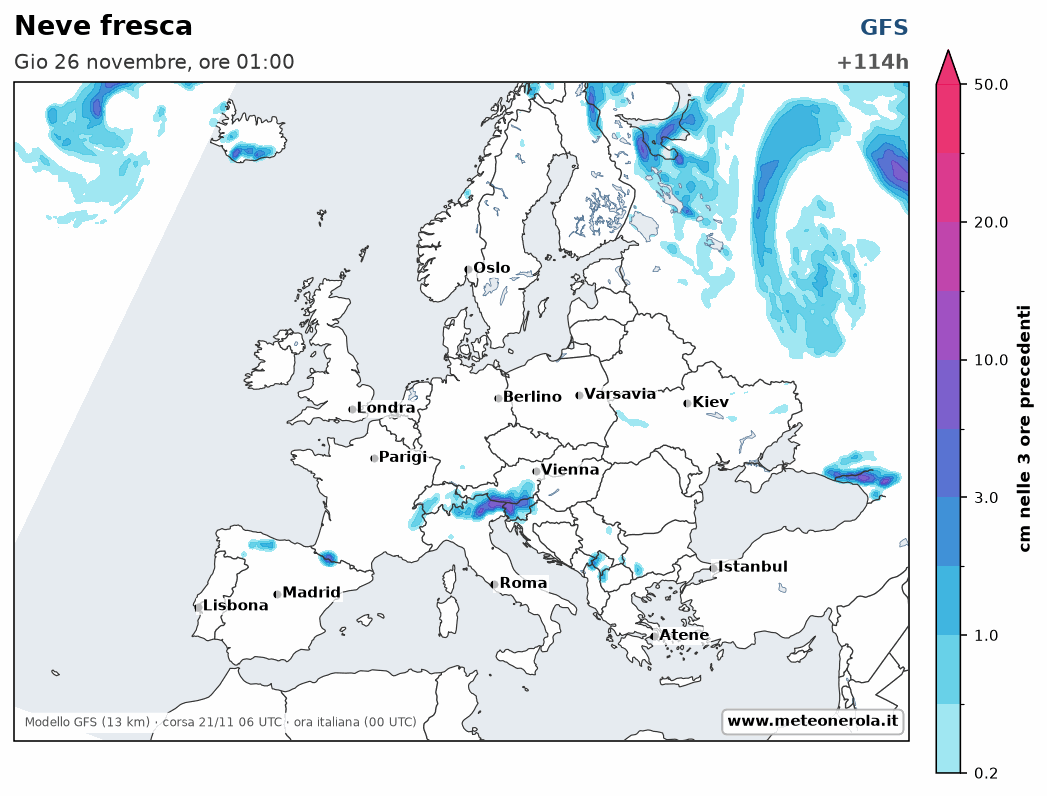 Neve fresca
GFS
Gio 26 novembre, ore 01:00
+114h
50.0
20.0
10.0
3.0
1.0
0.2
cm nelle 3 ore precedenti
Oslo
Berlino
Varsavia
Kiev
Londra
Parigi
Vienna
Istanbul
Roma
Madrid
Lisbona
Atene
Modello GFS (13 km) · corsa 21/11 06 UTC · ora italiana (00 UTC)
www.meteonerola.it